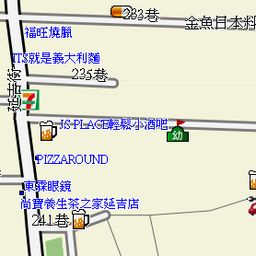 233巷
金魚日本料
福旺燒臘
ITS就是義大利麵
235巷
延吉街
7
JS PLACE輕鬆小酒吧
幼
PIZZAROUND
東霖眼鏡
尚寶養生茶之家延吉店
241巷